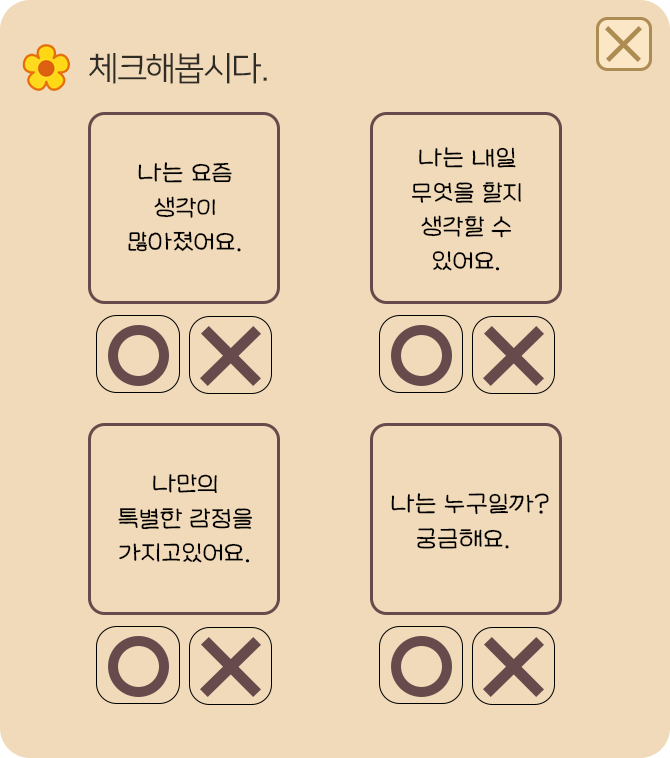 체크해봅시다.
나는 요즘
생각이
많아졌어요.
나는 내일
무엇을 할지
생각할 수
있어요.
나만의
특별한 감정을
가지고있어요.
나는 누구일까?
궁금해요.